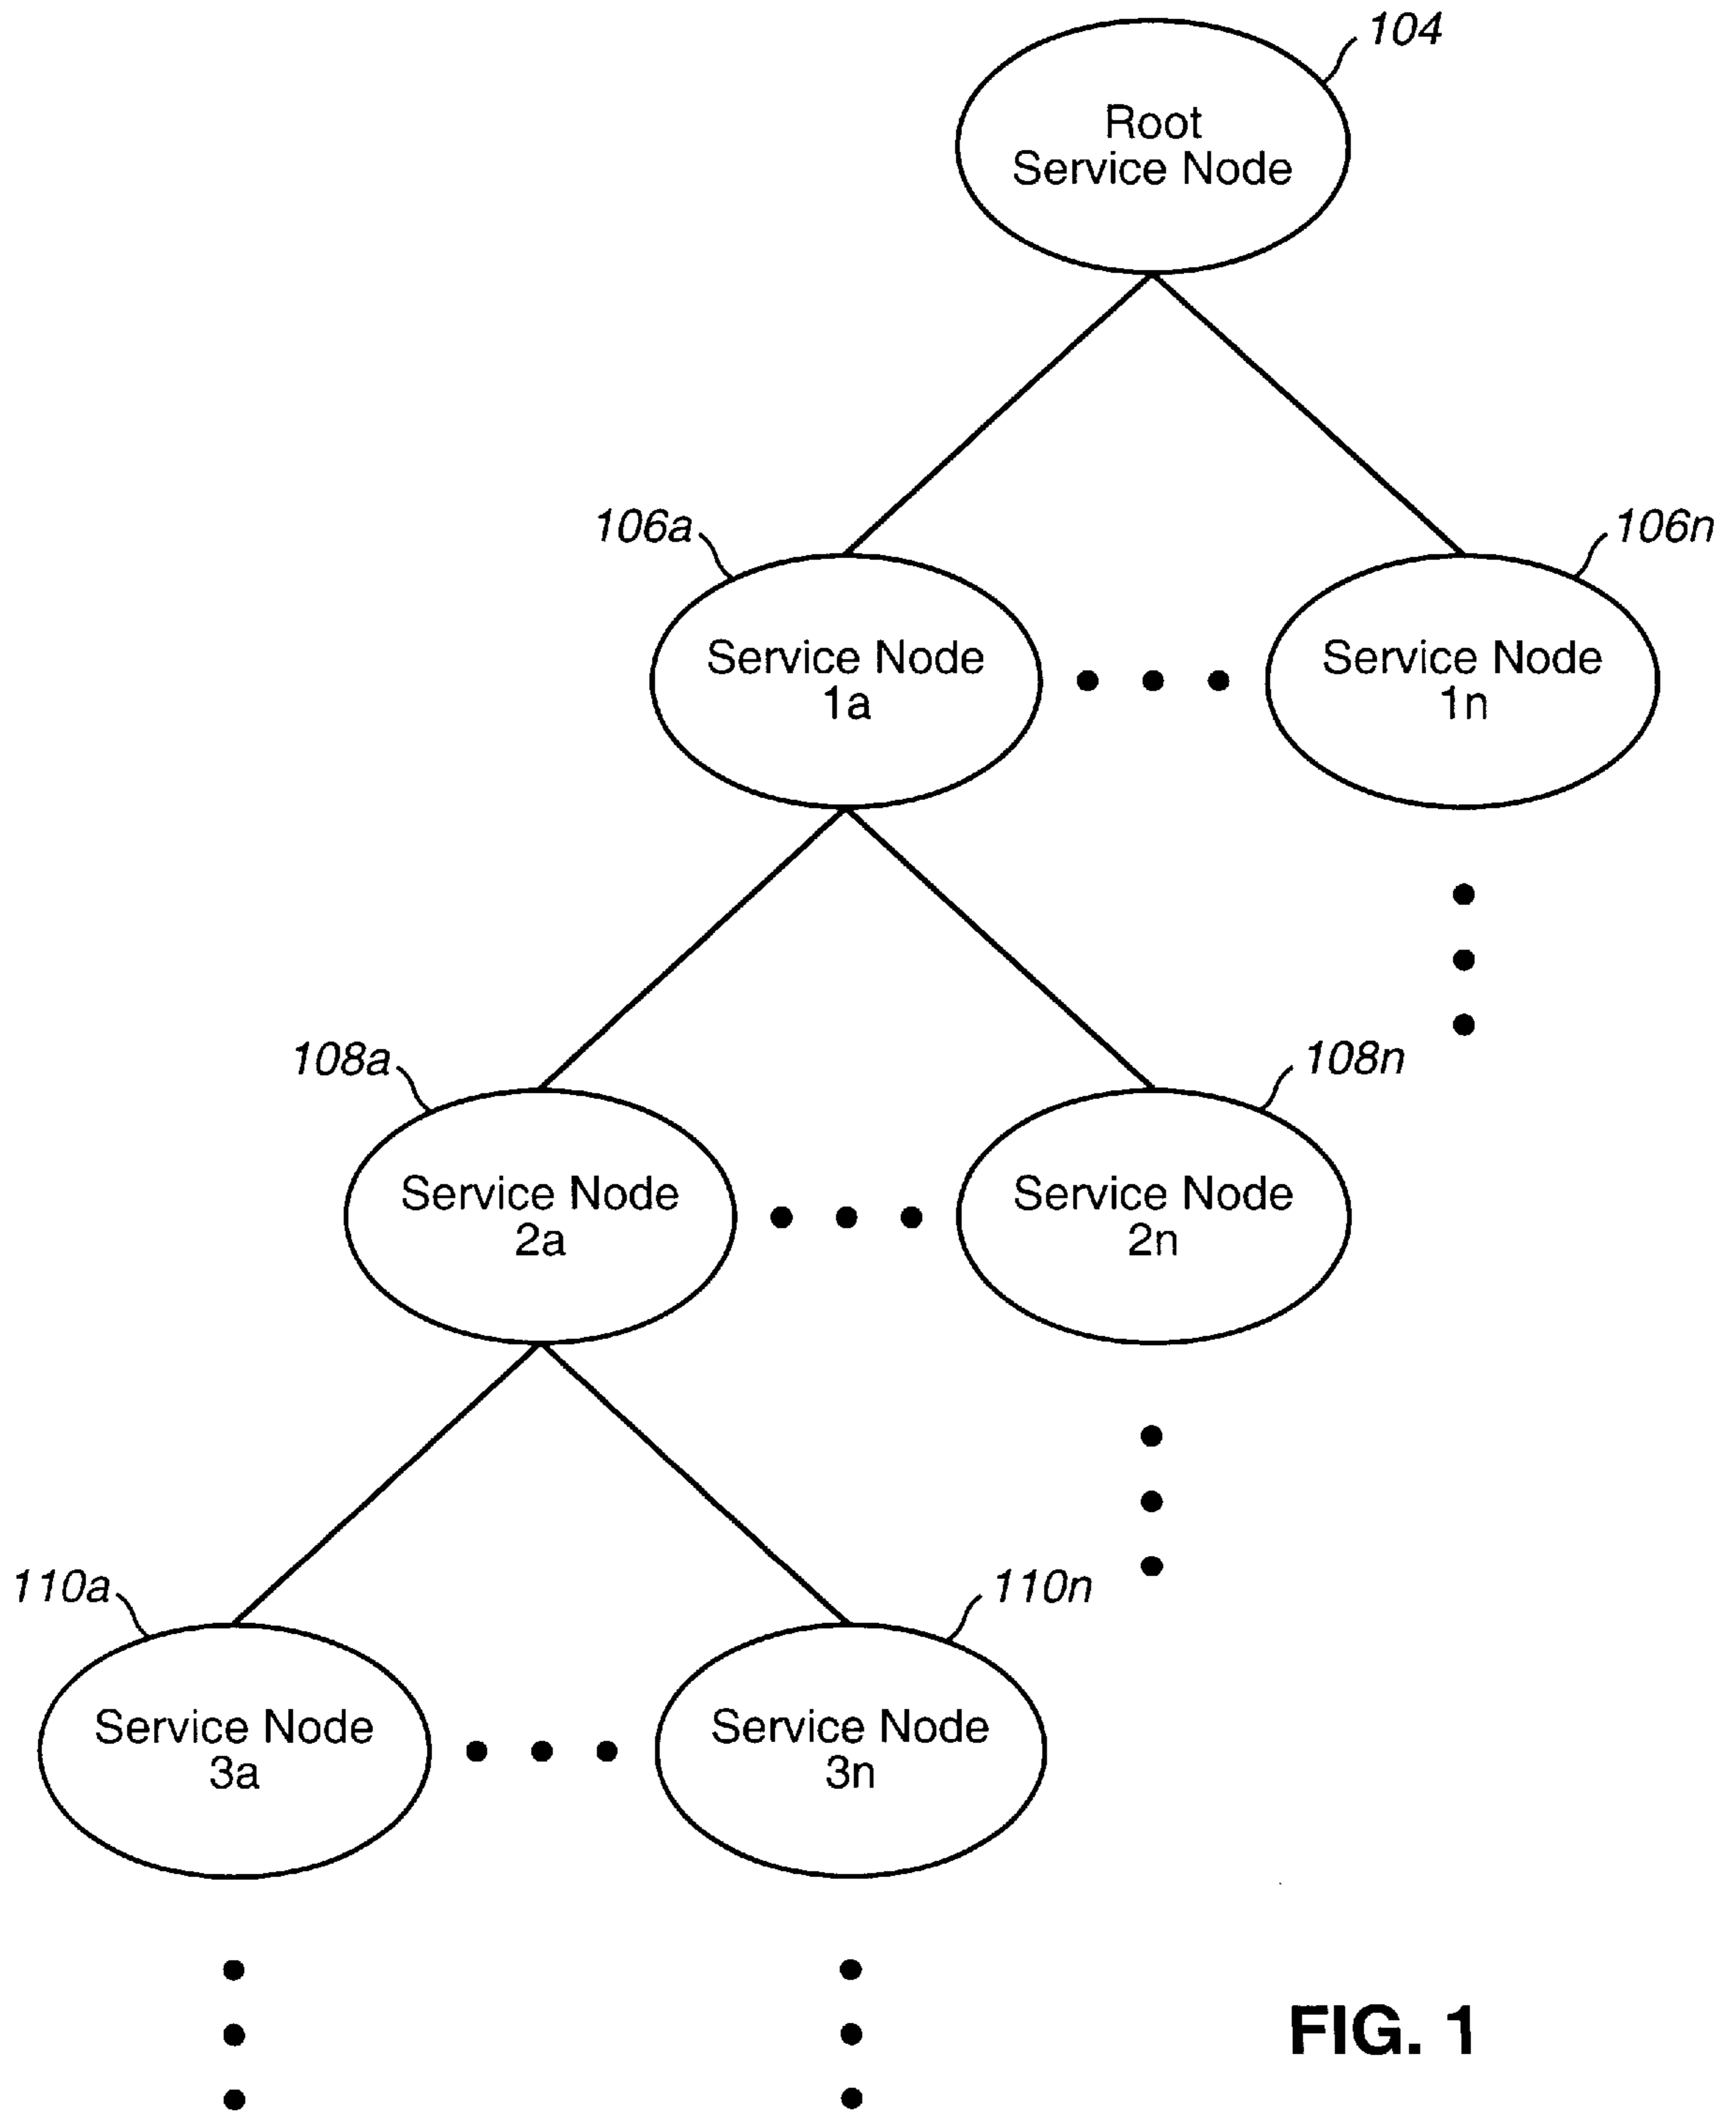 104
Root
Service Node
106a
106n
Service Node
1a
Service Node
1n
108a
108n
Service Node
2a
Service Node
2n
110a
110n
Service Node
3a
Service Node
3n
FIG. 1